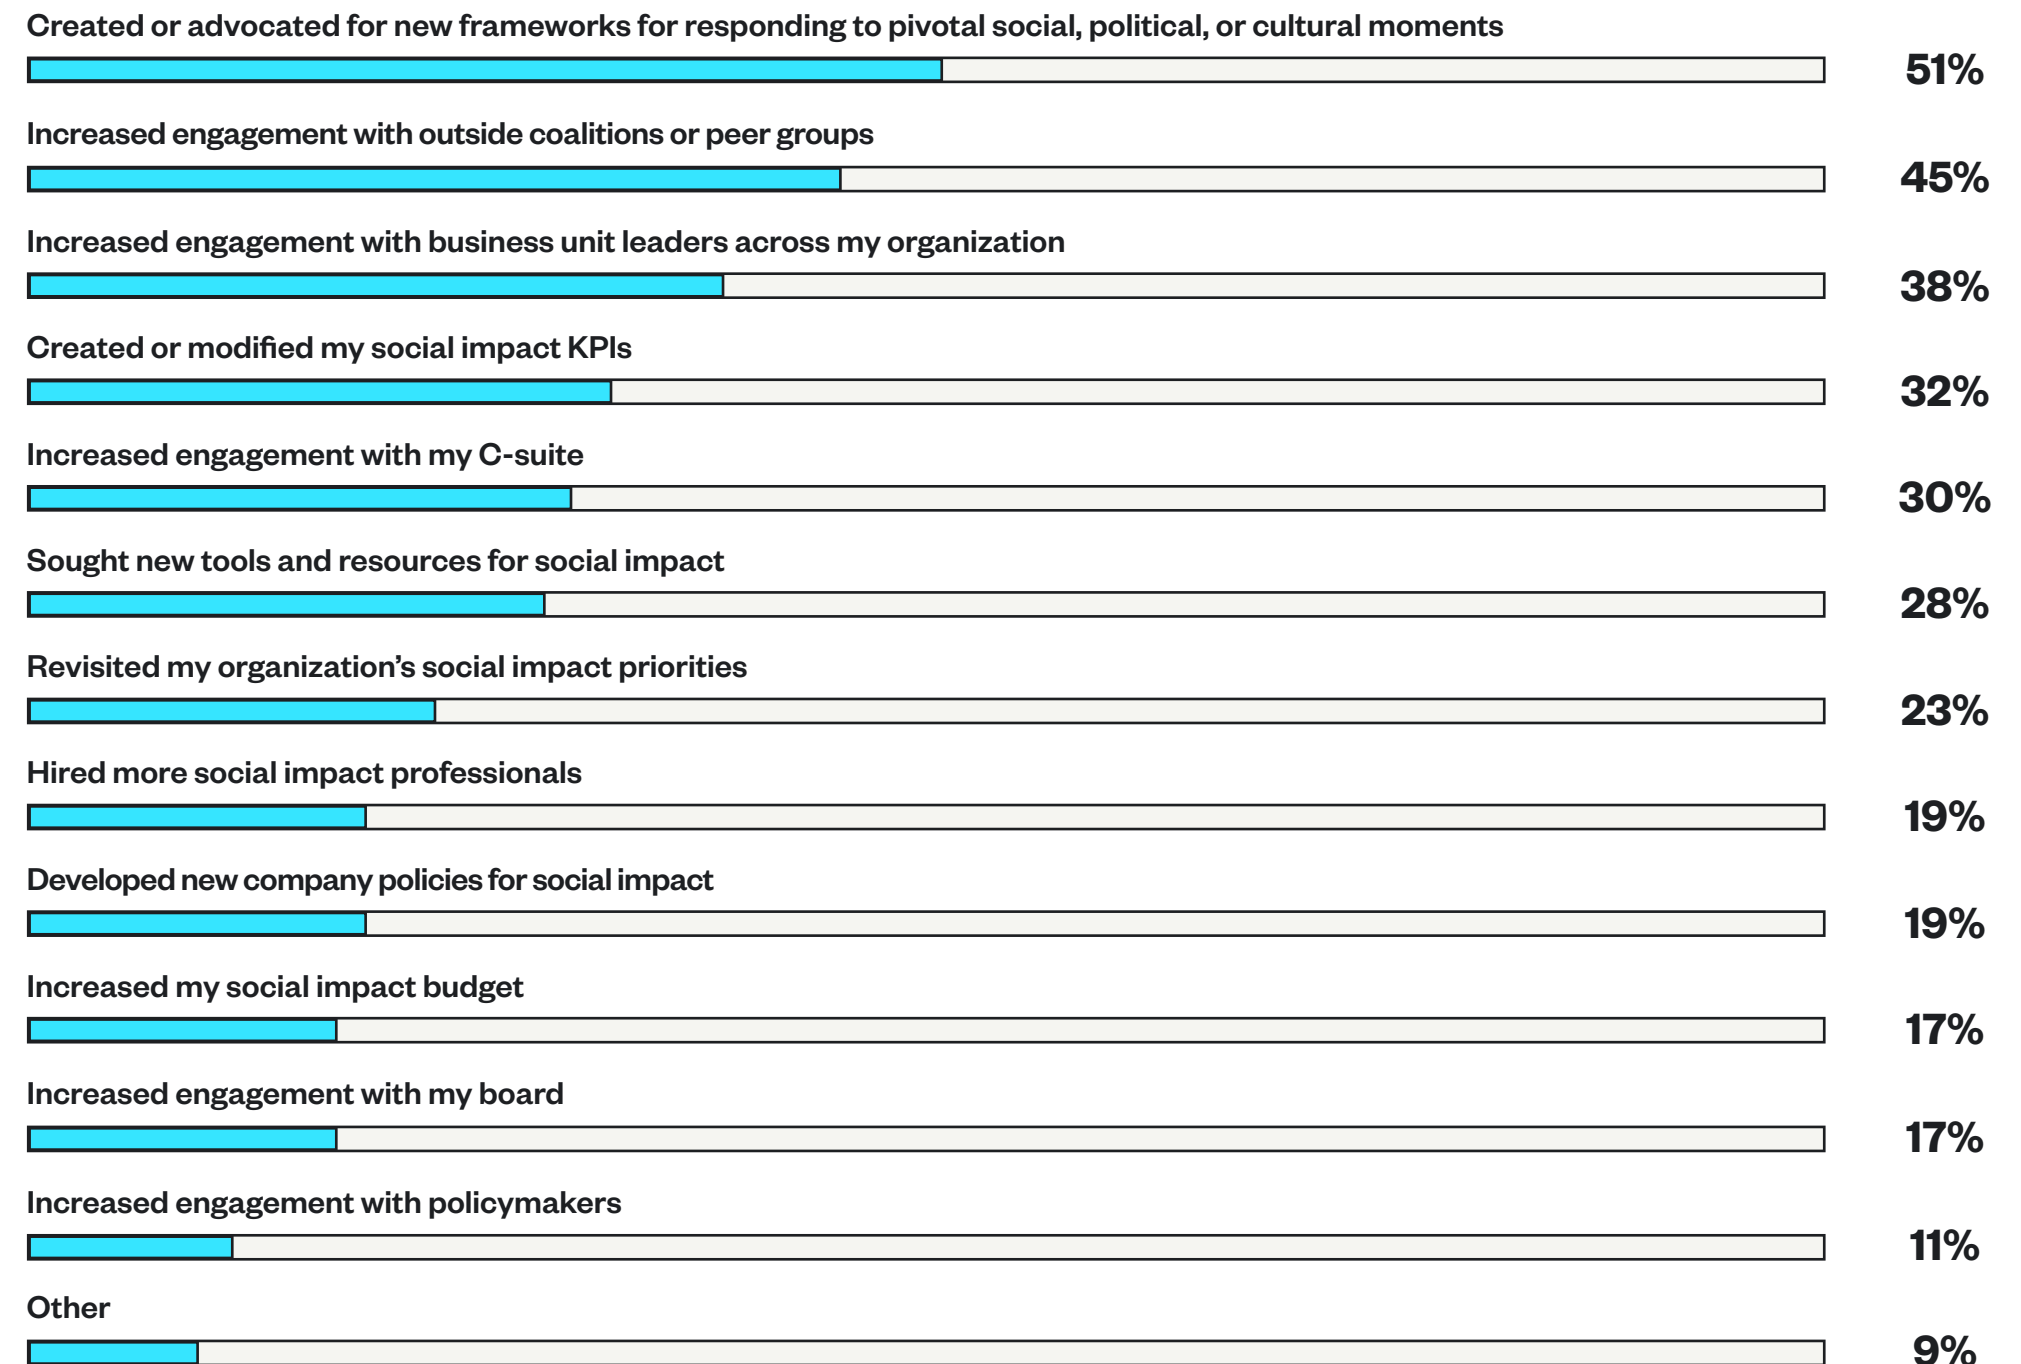 Created or advocated for new frameworks for responding to pivotal social, political, or cultural moments
51%
Increased engagement with outside coalitions or peer groups
45%
Increased engagement with business unit leaders across my organization
38%
Created or modified my social impact KPIs
32%
Increased engagement with my C-suite
30%
Sought new tools and resources for social impact
28%
Revisited my organization’s social impact priorities
23%
Hired more social impact professionals
19%
Developed new company policies for social impact
19%
Increased my social impact budget
17%
Increased engagement with my board
17%
Increased engagement with policymakers
11%
Other
9%